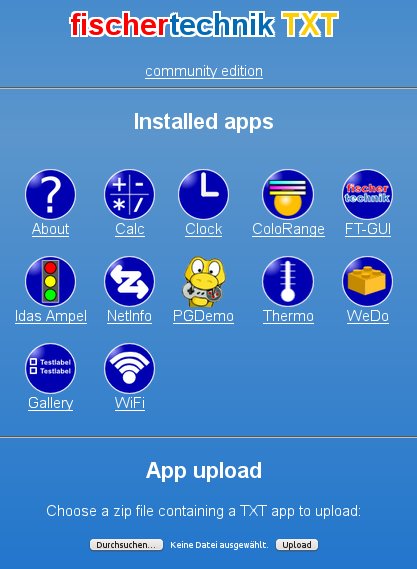 fischertechnik TXT
community edition
Installed apps
?
+ -
* /
fischer
technik
About Calc Clock ColoRange FT-GUI
Idas Ampel NetInfo PGDemo Thermo WeDo
Testlabel
Testlabel
Gallery WiFi
App upload
Choose a zip file containing a TXT app to upload:
Durchsuchen... Keine Datei ausgewählt. Upload